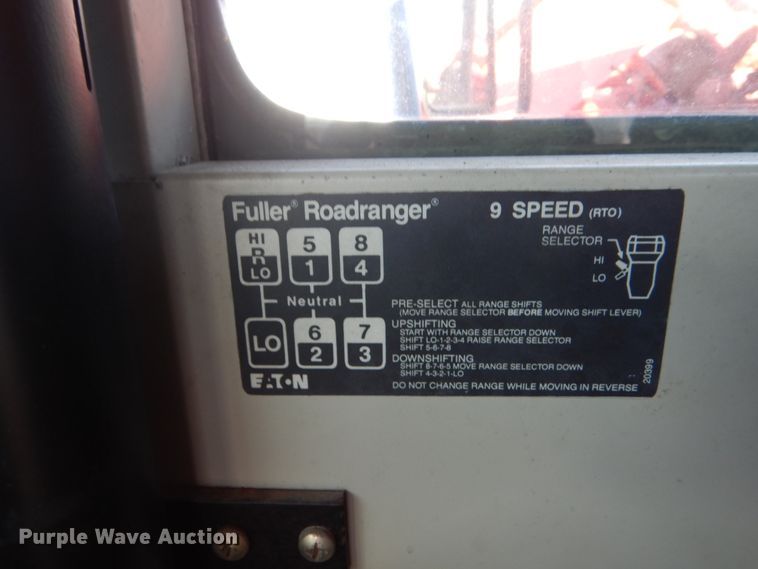 Fuller® Roadranger® 9 SPEED (RTO)
RANGE
SELECTOR
HI
LO
HI 5 8
R 1 4
LO
Neutral
LO 6 7
2 3
EATON
PRE-SELECT ALL RANGE SHIFTS
(MOVE RANGE SELECTOR BEFORE MOVING SHIFT LEVER)
UPSHIFTING
START WITH RANGE SELECTOR DOWN
SHIFT LO-1-2-3-4 RAISE RANGE SELECTOR
SHIFT 5-6-7-8
DOWNSHIFTING
SHIFT 8-7-6-5 MOVE RANGE SELECTOR DOWN
SHIFT 4-3-2-1-LO
DO NOT CHANGE RANGE WHILE MOVING IN REVERSE
20399
Purple Wave Auction